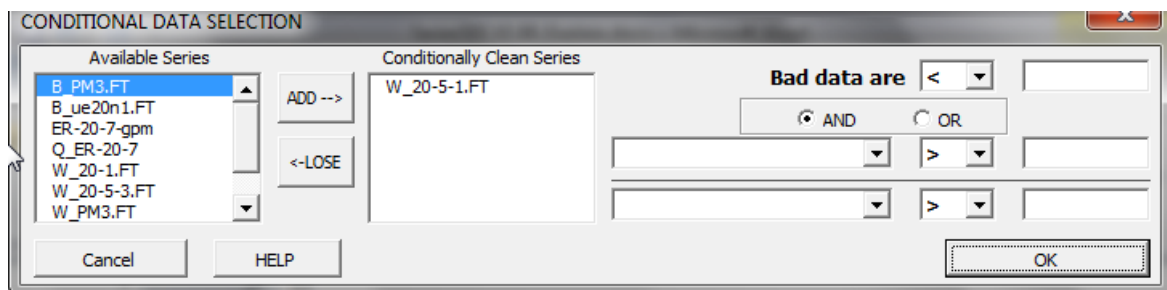 CONDITIONAL DATA SELECTION
X
Available Series
B_PM3.FT
B_ue20n1.FT
ER-20-7-gpm
Q_ER-20-7
W_20-1.FT
W_20-5-3.FT
W_PM3.FT
ADD -->
<-LOSE
Conditionally Clean Series
W_20-5-1.FT
Bad data are <
AND OR
>
>
Cancel
HELP
OK